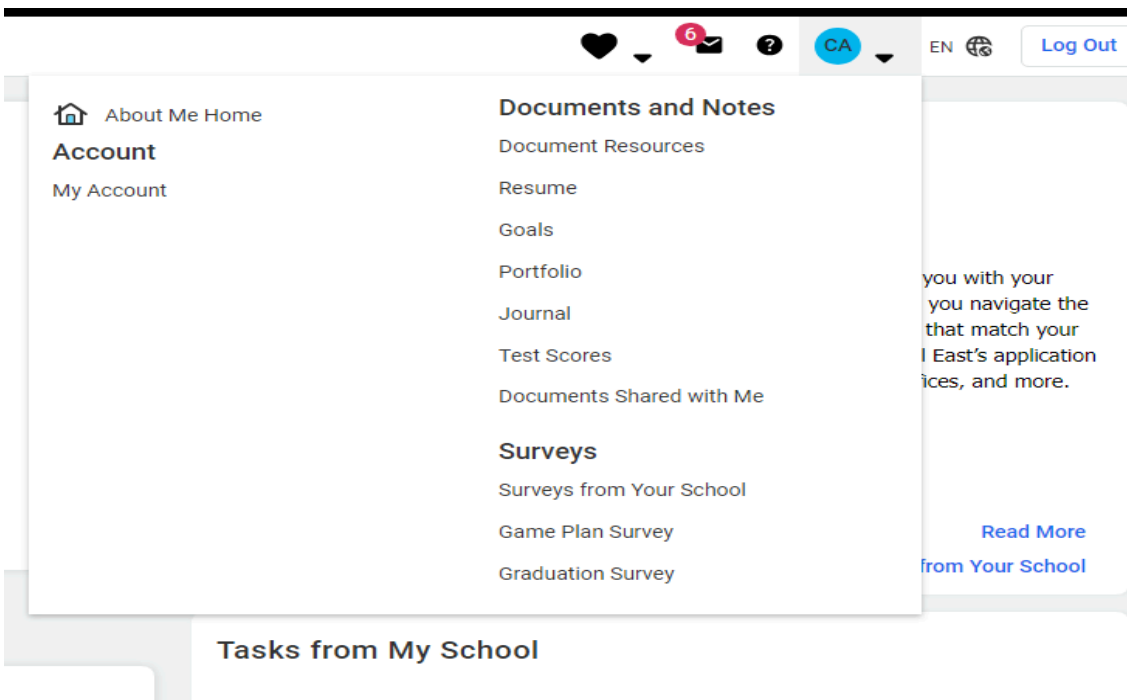 6
?
CA
EN
Log Out
About Me Home
Account
My Account
Documents and Notes
Document Resources
Resume
Goals
Portfolio
Journal
Test Scores
Documents Shared with Me
Surveys
Surveys from Your School
Game Plan Survey
Graduation Survey
you with your
you navigate the
that match your
East's application
and more.
Read More
from Your School
Tasks from My School